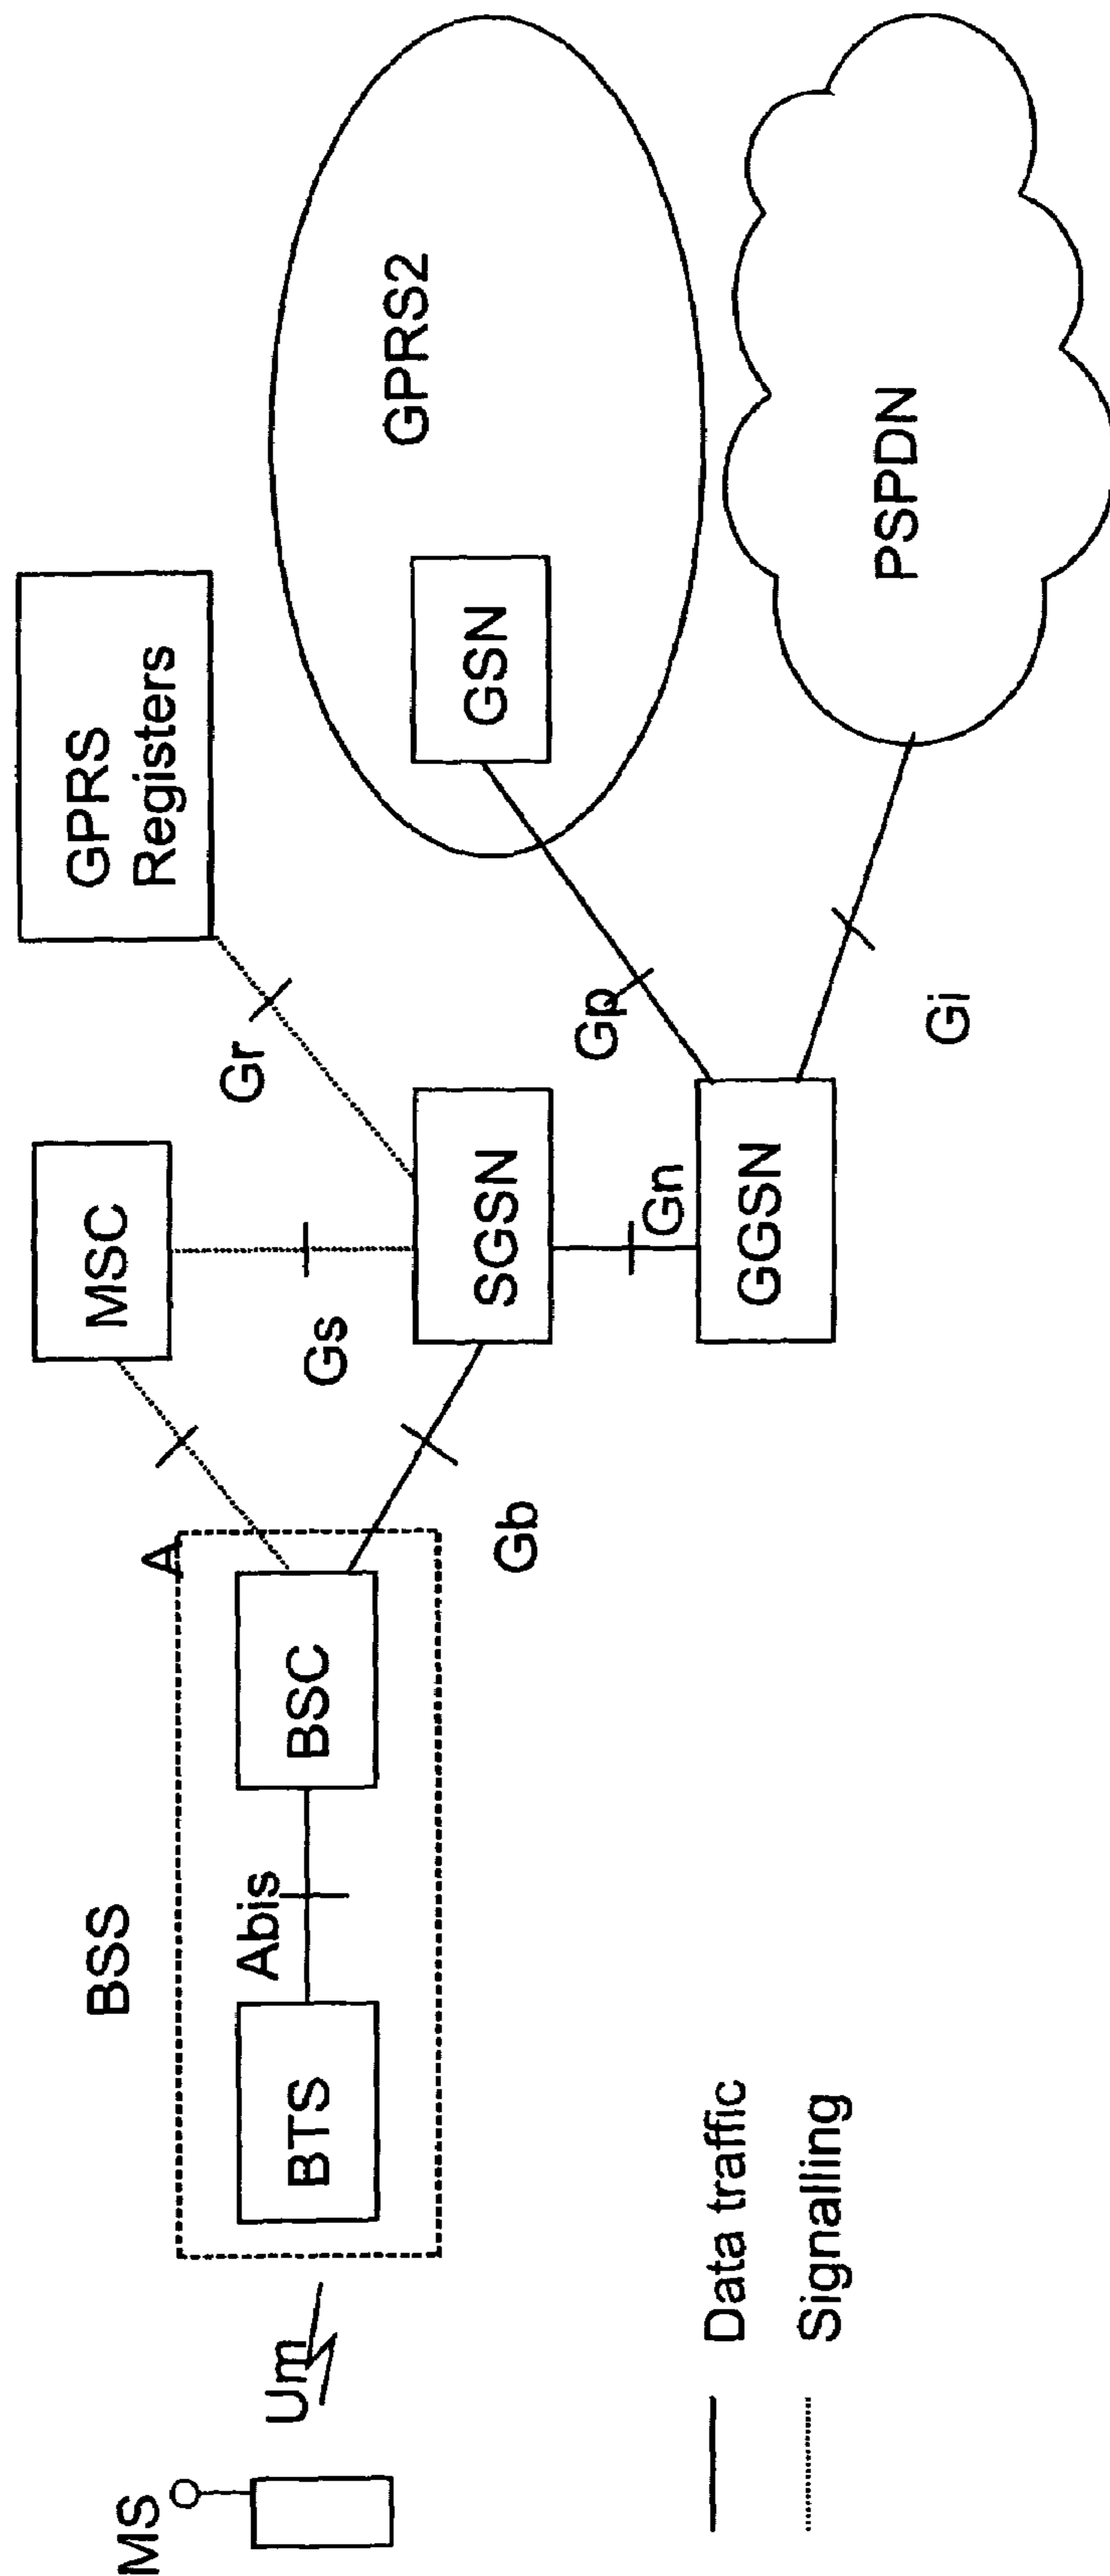 MS
Um
BSS
BTS
Abis
BSC
A
Gb
MSC
Gs
SGSN
Gr
GPRS
Registers
Gn
GGSN
Gp
Gi
GSN
GPRS2
PSPDN
Data traffic
Signalling